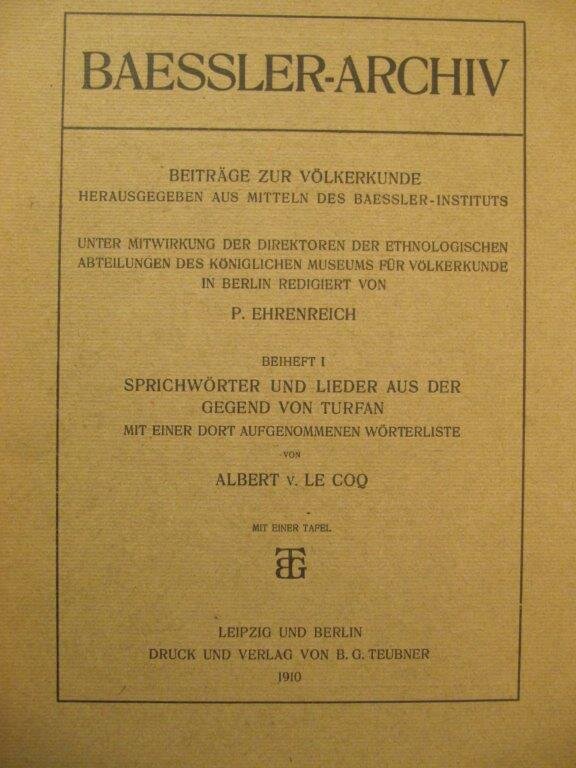 BAESSLER-ARCHIV
BEITRÄGE ZUR VÖLKERKUNDE
HERAUSGEGEBEN AUS MITTELN DES BAESSLER-INSTITUTS
UNTER MITWIRKUNG DER DIREKTOREN DER ETHNOLOGISCHEN
ABTEILUNGEN DES KÖNIGLICHEN MUSEUMS FÜR VÖLKERKUNDE
IN BERLIN REDIGIERT VON
P. EHRENREICH
BEIHEFT I
SPRICHWÖRTER UND LIEDER AUS DER
GEGEND VON TURFAN
MIT EINER DORT AUFGENOMMENEN WÖRTERLISTE
VON
ALBERT V. LE COQ
MIT EINER TAFEL
BTG
LEIPZIG UND BERLIN
DRUCK UND VERLAG VON B. G. TEUBNER
1910